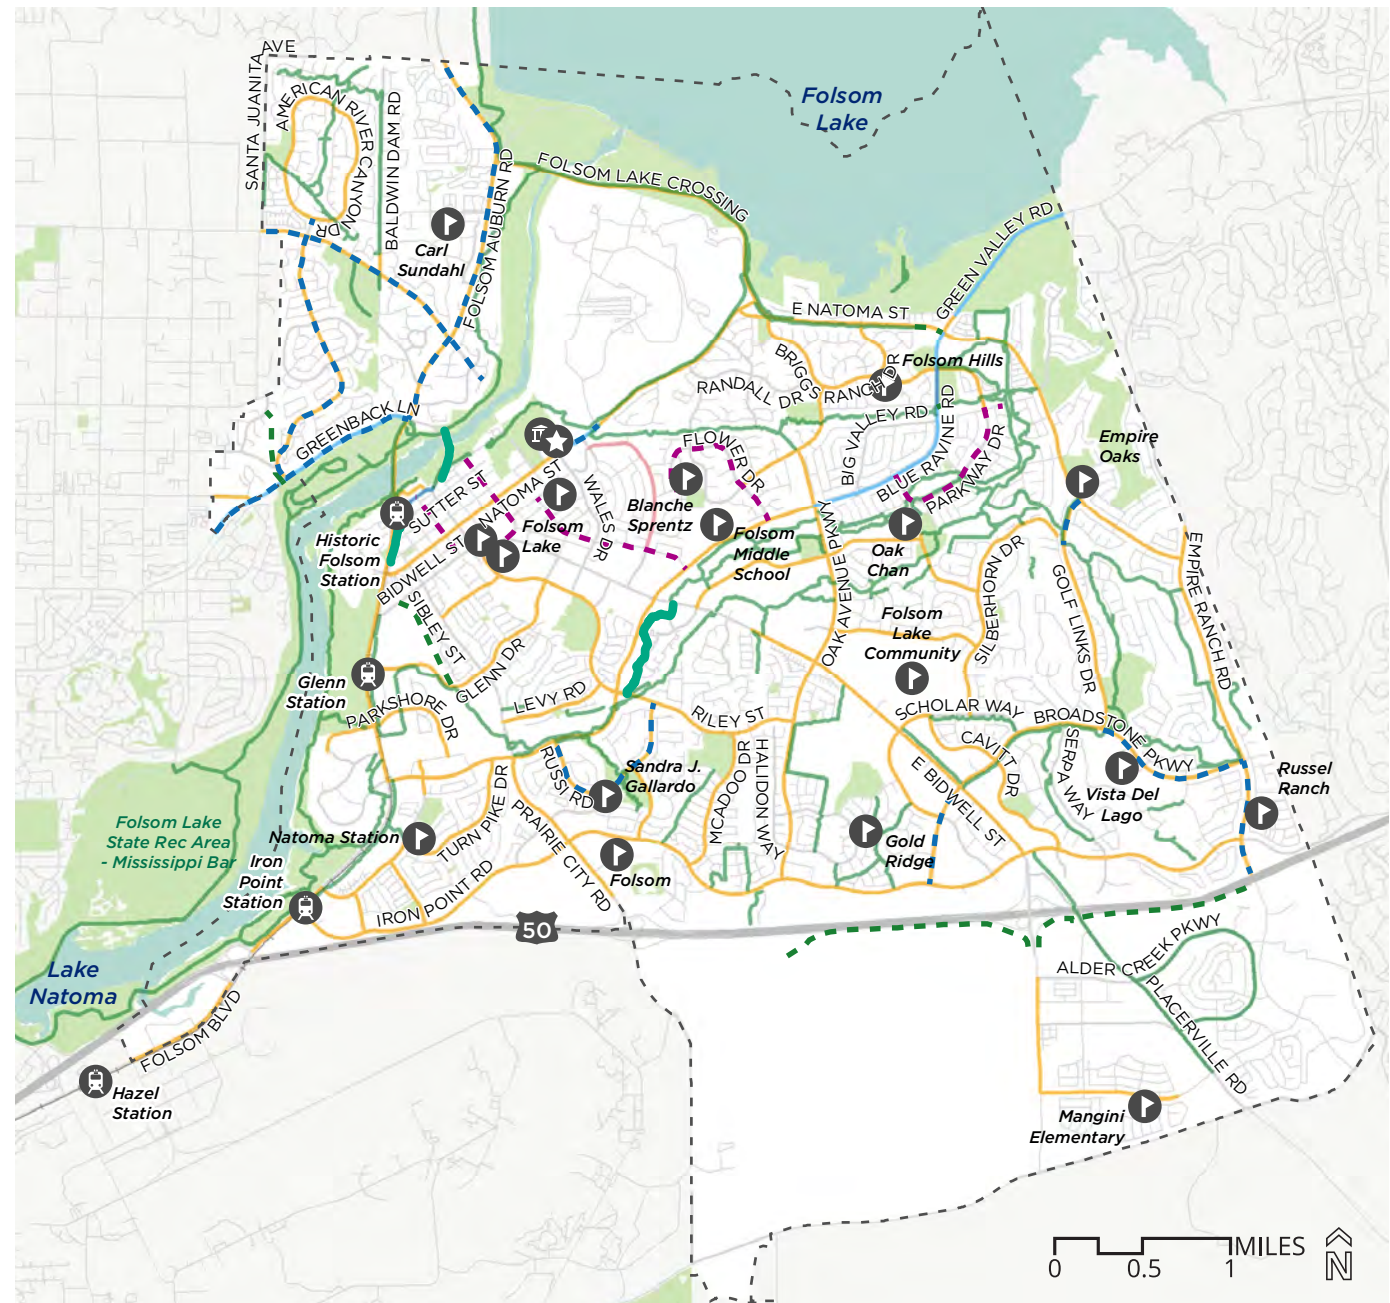 AVE
SANTA JUANITA
AMERICAN RIVER CANYON
DR
BALDWIN DAM RD
Folsom
Lake
FOLSOM LAKE CROSSING
FOLSOM AUBURN RD
Carl
Sundahl
GREEN VALLEY RD
E NATOMA ST
BRIGGS
RANCH DR
Folsom Hills
RANDALL DR
BIG VALLEY RD
BLUE RAVINE RD
PARKWAY DR
GREENBACK LN
FLOWER DR
Empire
Oaks
SUTTER ST
NATOMA ST
WALES DR
Blanche
Sprentz
Folsom
Lake
Folsom
Middle
School
Oak
Chan
Historic
Folsom
Station
BIDWELL ST
SIBLEY ST
OAK AVENUE PKWY
SILBERHORN DR
GOLF LINKS DR
EMPIRE RANCH RD
Folsom
Lake
Community
GLENN DR
Glenn
Station
LEVY RD
PARKSHORE DR
RILEY ST
SCHOLAR WAY
BROADSTONE PKWY
CAVITT DR
SERPA WAY
E BIDWELL ST
RUSSI RD
Sandra J.
Gallardo
MCADOO DR
HALIDON WAY
Vista Del
Lago
Russel
Ranch
Folsom Lake
State Rec Area
- Mississippi Bar
Natoma Station
TURN PIKE DR
PRAIRIE CITY RD
Gold
Ridge
Iron
Point
Station
Folsom
IRON POINT RD
50
Lake
Natoma
ALDER CREEK PKWY
PLACERVILLE RD
FOLSOM BLVD
Hazel
Station
Mangini
Elementary
MILES
0 0.5 1
N